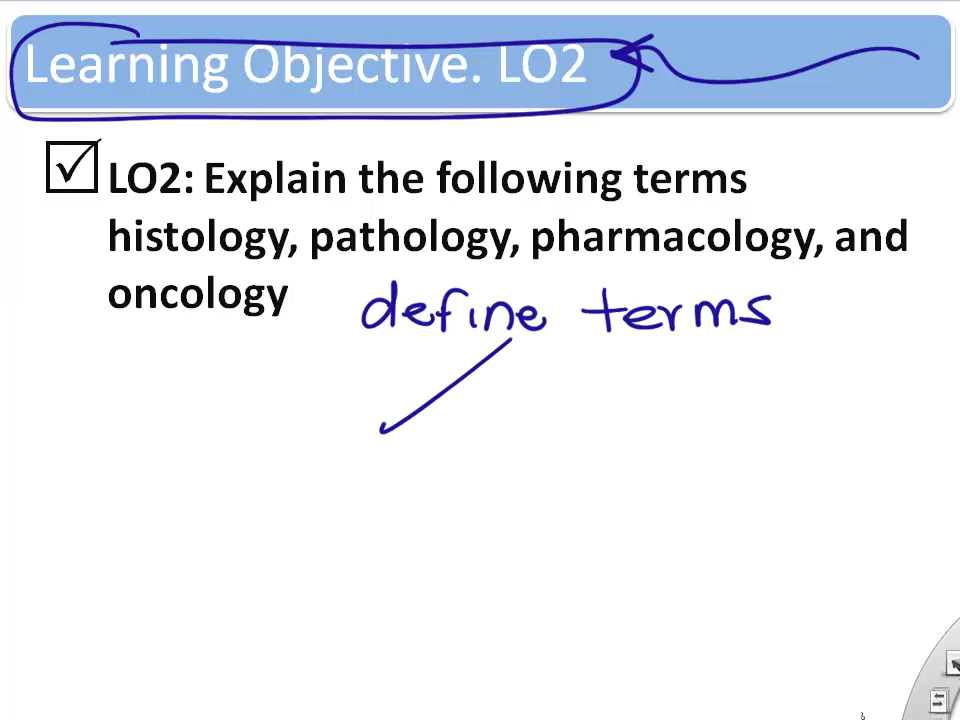 Learning Objective. LO2
LO2: Explain the following terms
histology, pathology, pharmacology, and
oncology
define terms